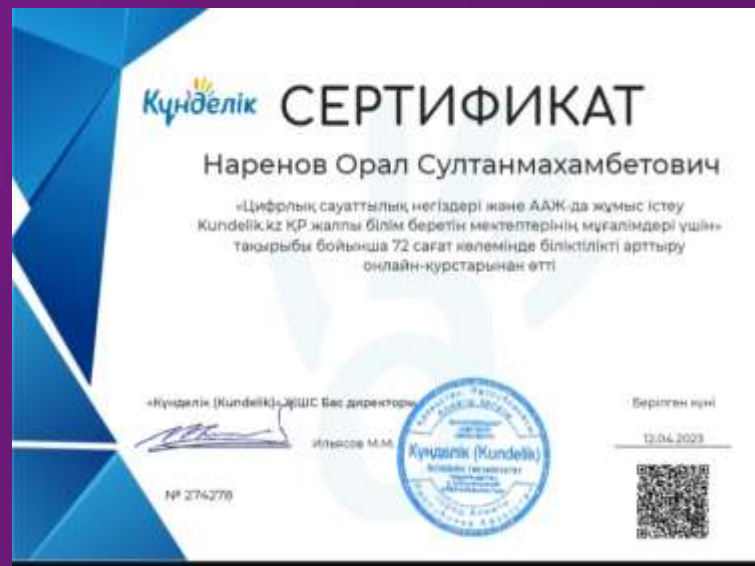 Күнделік СЕРТИФИКАТ
Наренов Орал Султанмахамбетович
«Цифрлық сауаттылық негіздері және ААЖ-да жұмыс істеу
Kundelik.kz ҚР жалпы білім беретін мектептерінің мұғалімдері үшін»
тақырыбы бойынша 72 сағат көлемінде біліктілікті арттыру
онлайн-курстарынан өтті
«Күнделік (Kundelik)» ЖШС Бас директоры
Берілген күні
Ильясов М.М.
12.04.2023
Күнделік (Kundelik)
№ 274278